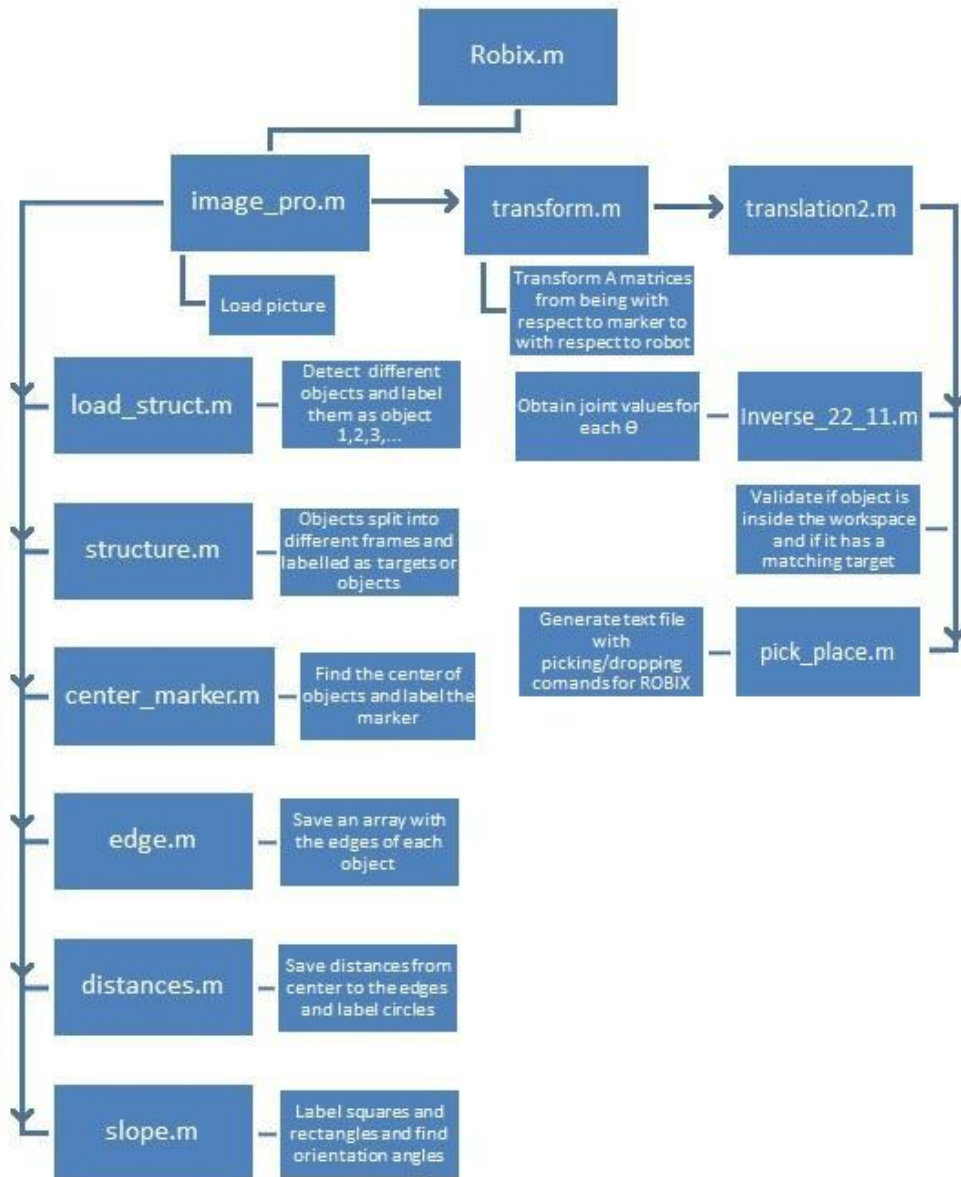 Robix.m
image_pro.m
transform.m
translation2.m
Load picture
Transform A matrices
from being with
respect to marker to
with respect to robot
load_struct.m
Detect different
objects and label
them as object
1,2,3,...
Obtain joint values for
each θ
Inverse_22_11.m
structure.m
Objects split into
different frames and
labelled as targets or
objects
Validate if object is
inside the workspace
and if it has a
matching target
center_marker.m
Find the center of
objects and label the
marker
Generate text file
with
picking/dropping
comands for ROBIX
pick_place.m
edge.m
Save an array with
the edges of each
object
distances.m
Save distances from
center to the edges
and label circles
slope.m
Label squares and
rectangles and find
orientation angles